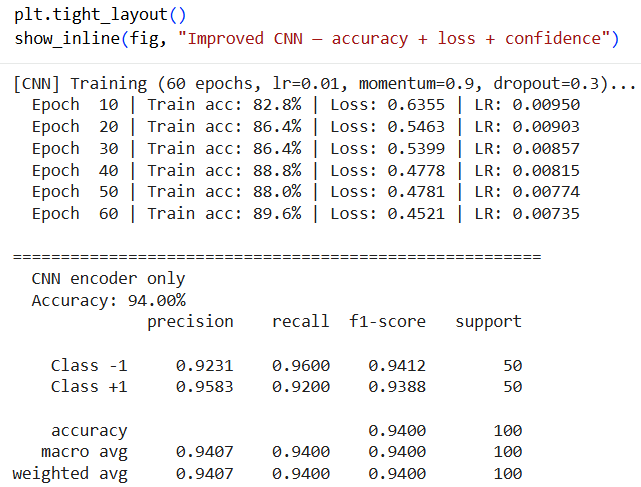 plt.tight_layout()
show_inline(fig, "Improved CNN — accuracy + loss + confidence")
[CNN] Training (60 epochs, lr=0.01, momentum=0.9, dropout=0.3)...
  Epoch  10 | Train acc: 82.8% | Loss: 0.6355 | LR: 0.00950
  Epoch  20 | Train acc: 86.4% | Loss: 0.5463 | LR: 0.00903
  Epoch  30 | Train acc: 86.4% | Loss: 0.5399 | LR: 0.00857
  Epoch  40 | Train acc: 88.8% | Loss: 0.4778 | LR: 0.00815
  Epoch  50 | Train acc: 88.0% | Loss: 0.4781 | LR: 0.00774
  Epoch  60 | Train acc: 89.6% | Loss: 0.4521 | LR: 0.00735
=======================================================
  CNN encoder only
  Accuracy: 94.00%
              precision    recall  f1-score   support
    Class -1     0.9231    0.9600    0.9412        50
    Class +1     0.9583    0.9200    0.9388        50
    accuracy                         0.9400       100
   macro avg     0.9407    0.9400    0.9400       100
weighted avg     0.9407    0.9400    0.9400       100